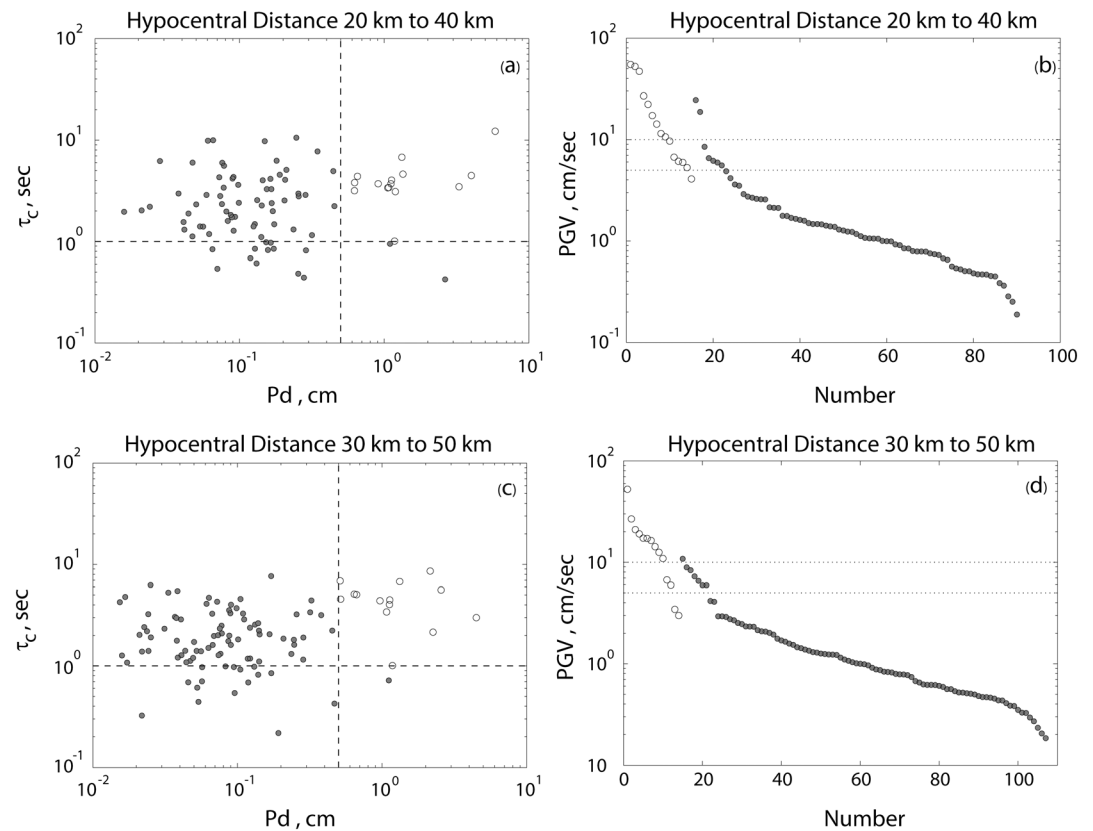 Hypocentral Distance 20 km to 40 km
(a)
10^2
10^1
10^0
10^-1
τ_C , sec
10^-2
10^-1
10^0
10^1
Pd , cm
Hypocentral Distance 20 km to 40 km
(b)
10^2
10^1
10^0
10^-1
PGV , cm/sec
0 20 40 60 80 100
Number
Hypocentral Distance 30 km to 50 km
(c)
10^2
10^1
10^0
10^-1
τ_C , sec
10^-2
10^-1
10^0
10^1
Pd , cm
Hypocentral Distance 30 km to 50 km
(d)
10^2
10^1
10^0
10
PGV , cm/sec
0 20 40 60 80 100
Number